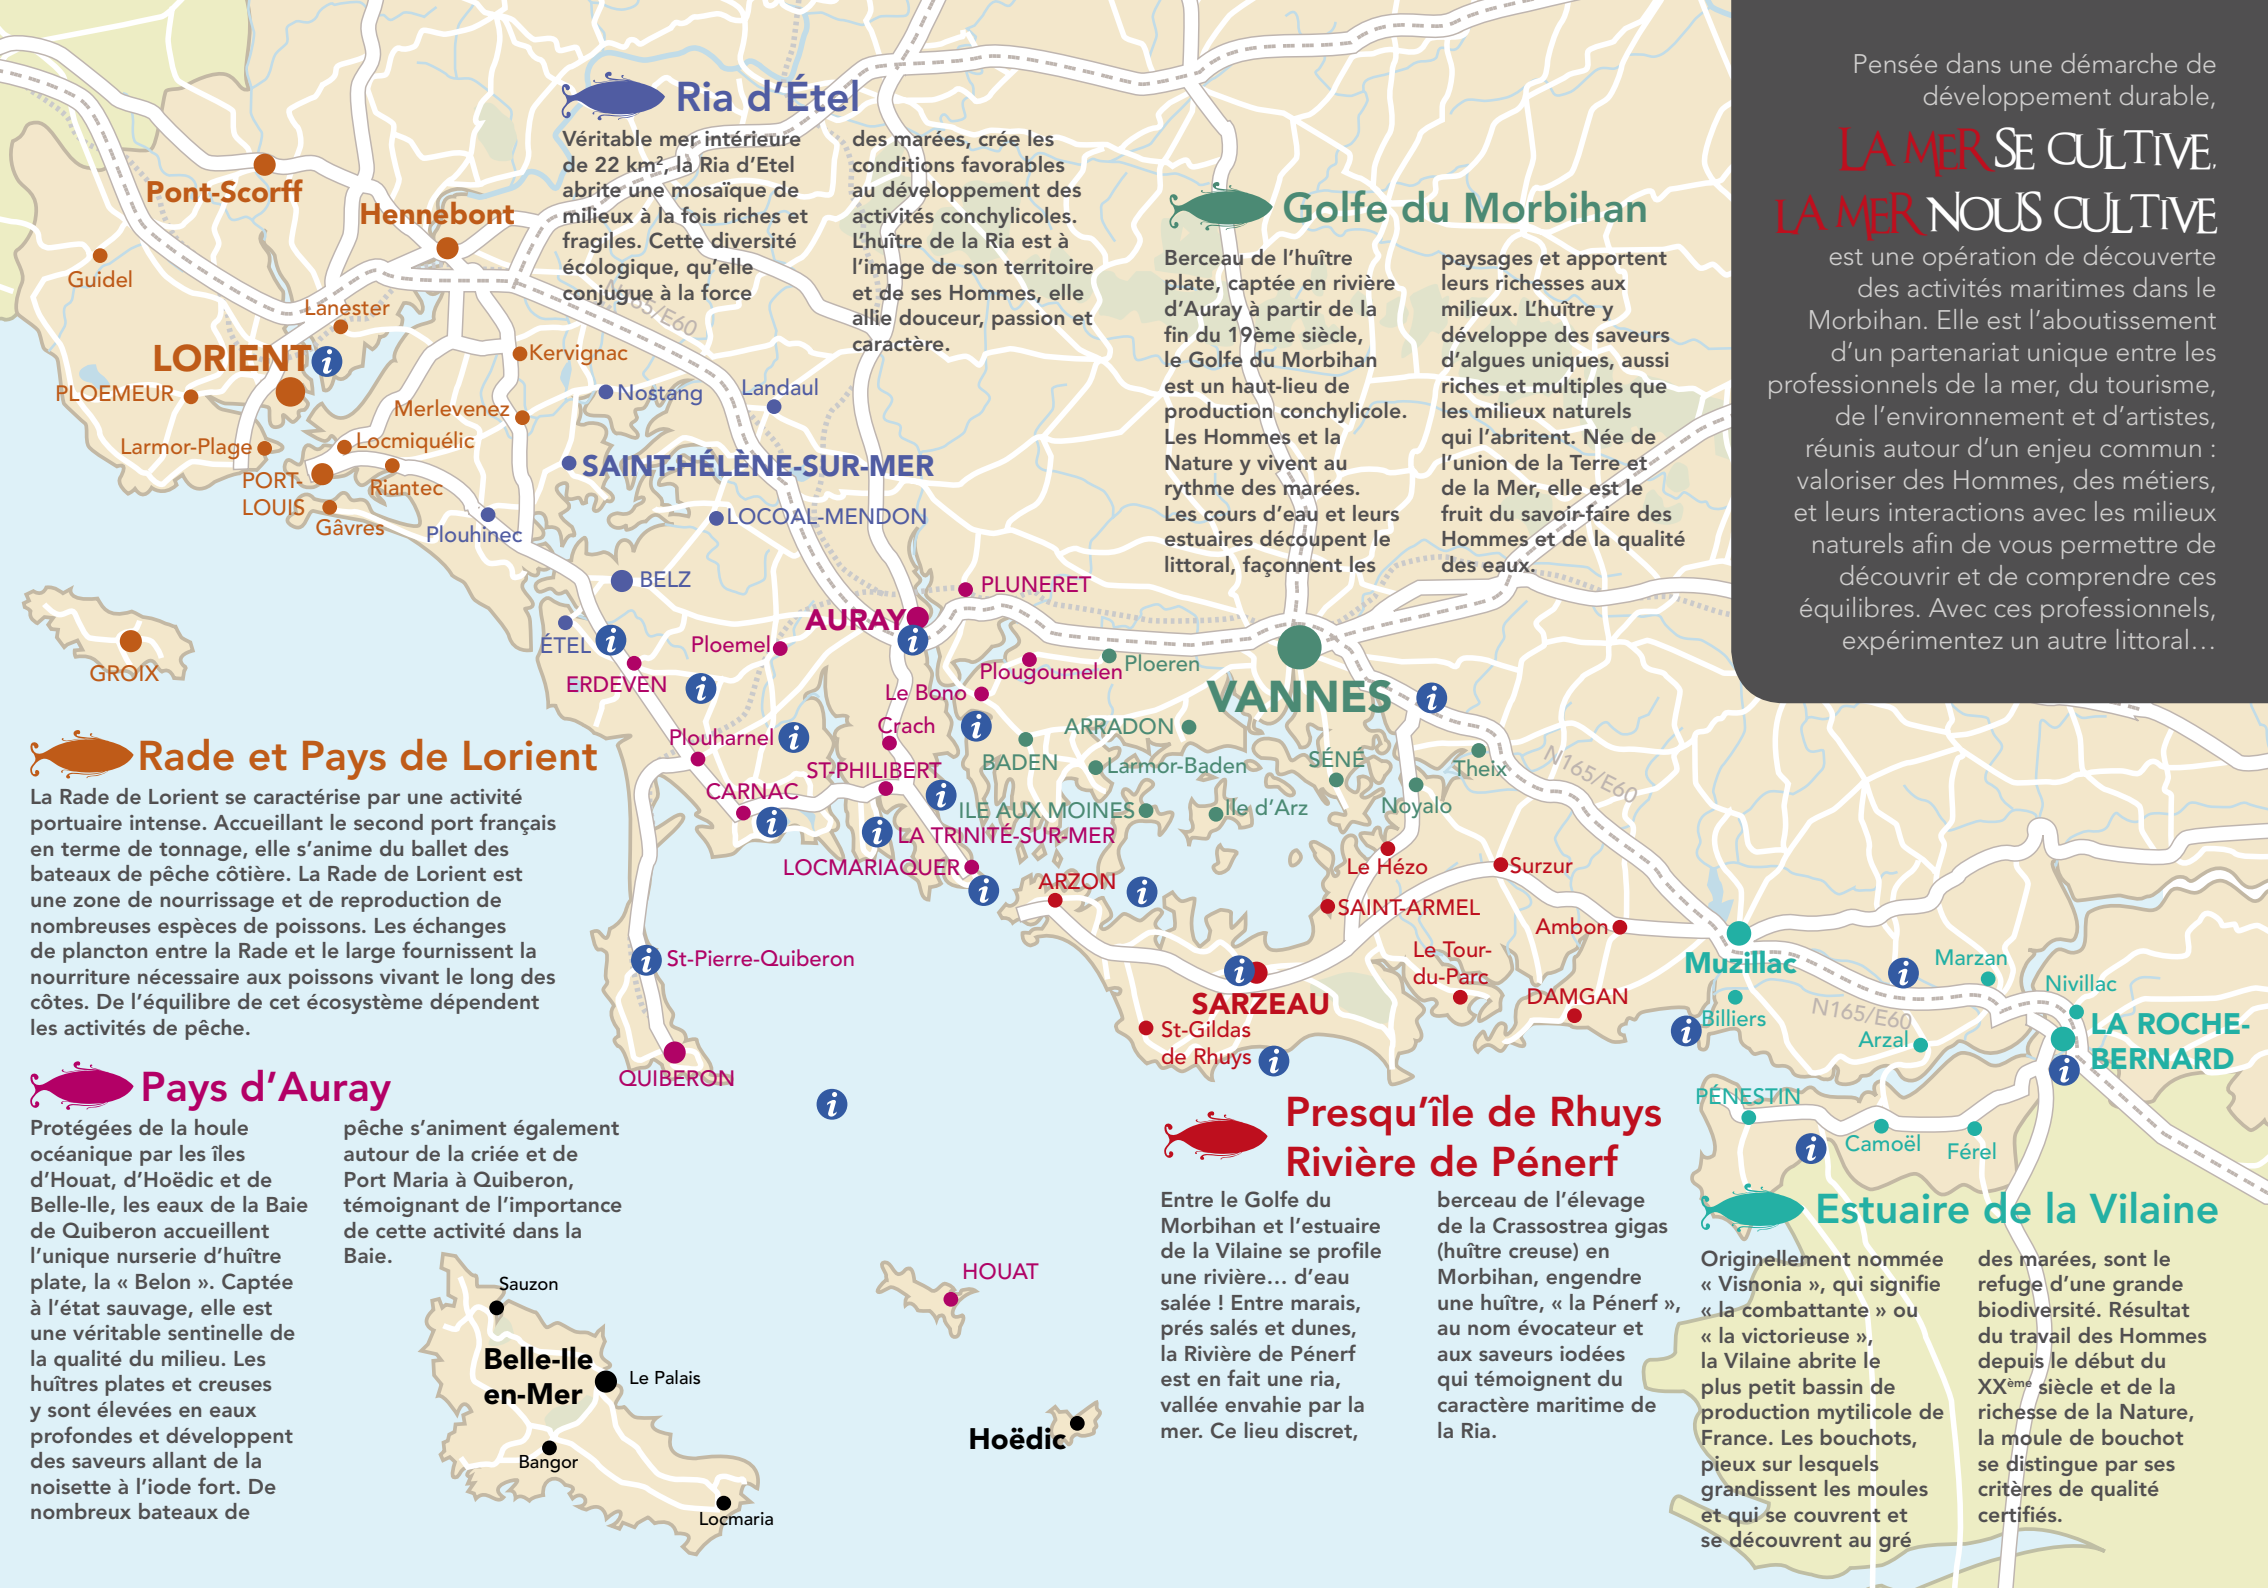 Pensée dans une démarche de
développement durable,
LA MER SE CULTIVE,
LA MER NOUS CULTIVE
est une opération de découverte
des activités maritimes dans le
Morbihan. Elle est l'aboutissement
d'un partenariat unique entre les
professionnels de la mer, du tourisme,
de l'environnement et d'artistes,
réunis autour d'un enjeu commun :
valoriser des Hommes, des métiers,
et leurs interactions avec les milieux
naturels afin de vous permettre de
découvrir et de comprendre ces
équilibres. Avec ces professionnels,
expérimentez un autre littoral…
Ria d'Étel
Véritable mer intérieure
de 22 km², la Ria d'Etel
abrite une mosaïque de
milieux à la fois riches et
fragiles. Cette diversité
écologique, qu'elle
conjugue à la force
des marées, crée les
conditions favorables
au développement des
activités conchylicoles.
L'huître de la Ria est à
l'image de son territoire
et de ses Hommes, elle
allie douceur, passion et
caractère.
Golfe du Morbihan
Berceau de l'huître
plate, captée en rivière
d'Auray à partir de la
fin du 19ème siècle,
le Golfe du Morbihan
est un haut-lieu de
production conchylicole.
Les Hommes et la
Nature y vivent au
rythme des marées.
Les cours d'eau et leurs
estuaires découpent le
littoral, façonnent les
paysages et apportent
leurs richesses aux
milieux. L'huître y
développe des saveurs
d'algues uniques, aussi
riches et multiples que
les milieux naturels
qui l'abritent. Née de
l'union de la Terre et
de la Mer, elle est le
fruit du savoir-faire des
Hommes et de la qualité
des eaux.
Pont-Scorff
Hennebont
Guidel
Lanester
N165/E60
LORIENT
i
Kervignac
PLOEMEUR
Nostang
Landaul
Merlevenez
Larmor-Plage
Locmiquélic
SAINT-HÉLÈNE-SUR-MER
PORT-
LOUIS
Riantec
Gâvres
Plouhinec
LOCOAL-MENDON
BELZ
PLUNERET
AURAY
i
ÉTEL
i
Ploemel
GROIX
ERDEVEN
i
Plougoumelen
Ploeren
Le Bono
VANNES
i
Crach
i
ARRADON
Plouharnel
i
BADEN
Larmor-Baden
SÉNÉ
Theix
N165/E60
ST-PHILIBERT
i
CARNAC
i
ILE AUX MOINES
Ile d'Arz
Noyalo
i
LA TRINITÉ-SUR-MER
LOCMARIAQUER
i
Le Hézo
Surzur
ARZON
i
SAINT-ARMEL
Ambon
Muzillac
i
St-Pierre-Quiberon
i
SARZEAU
Le Tour-
du-Parc
DAMGAN
i
Marzan
Nivillac
Billiers
i
N165/E60
Arzal
LA ROCHE-
BERNARD
i
St-Gildas
de Rhuys
i
QUIBERON
i
PÉNESTIN
i
Camoël
Férel
Rade et Pays de Lorient
La Rade de Lorient se caractérise par une activité
portuaire intense. Accueillant le second port français
en terme de tonnage, elle s'anime du ballet des
bateaux de pêche côtière. La Rade de Lorient est
une zone de nourrissage et de reproduction de
nombreuses espèces de poissons. Les échanges
de plancton entre la Rade et le large fournissent la
nourriture nécessaire aux poissons vivant le long des
côtes. De l'équilibre de cet écosystème dépendent
les activités de pêche.
Pays d'Auray
Protégées de la houle
océanique par les îles
d'Houat, d'Hoëdic et de
Belle-Ile, les eaux de la Baie
de Quiberon accueillent
l'unique nurserie d'huître
plate, la « Belon ». Captée
à l'état sauvage, elle est
une véritable sentinelle de
la qualité du milieu. Les
huîtres plates et creuses
y sont élevées en eaux
profondes et développent
des saveurs allant de la
noisette à l'iode fort. De
nombreux bateaux de
pêche s'animent également
autour de la criée et de
Port Maria à Quiberon,
témoignant de l'importance
de cette activité dans la
Baie.
Sauzon
Belle-Ile
en-Mer
Le Palais
Bangor
Locmaria
HOUAT
Hoëdic
Presqu'île de Rhuys
Rivière de Pénerf
Entre le Golfe du
Morbihan et l'estuaire
de la Vilaine se profile
une rivière… d'eau
salée ! Entre marais,
prés salés et dunes,
la Rivière de Pénerf
est en fait une ria,
vallée envahie par la
mer. Ce lieu discret,
berceau de l'élevage
de la Crassostrea gigas
(huître creuse) en
Morbihan, engendre
une huître, « la Pénerf »,
au nom évocateur et
aux saveurs iodées
qui témoignent du
caractère maritime de
la Ria.
Estuaire de la Vilaine
Originellement nommée
« Visnonia », qui signifie
« la combattante » ou
« la victorieuse »,
la Vilaine abrite le
plus petit bassin de
production mytilicole de
France. Les bouchots,
pieux sur lesquels
grandissent les moules
et qui se couvrent et
se découvrent au gré
des marées, sont le
refuge d'une grande
biodiversité. Résultat
du travail des Hommes
depuis le début du
XXème siècle et de la
richesse de la Nature,
la moule de bouchot
se distingue par ses
critères de qualité
certifiés.